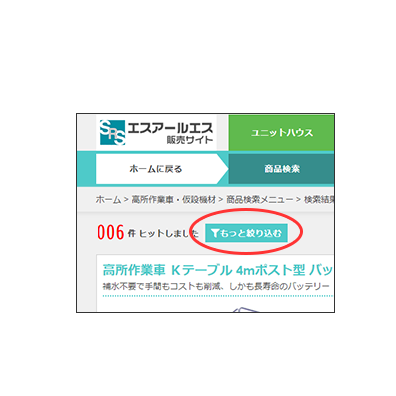 SRS
エスアールエス
販売サイト
ユニットハウス
ホームに戻る
商品検索
ホーム > 高所作業車・仮設機材 > 商品検索メニュー > 検索結果
006 件 ヒットしました
もっと絞り込む
高所作業車 Kテーブル 4mポスト型 バッ
補水不要で手間もコストも削減、しかも長寿命のバッテリー